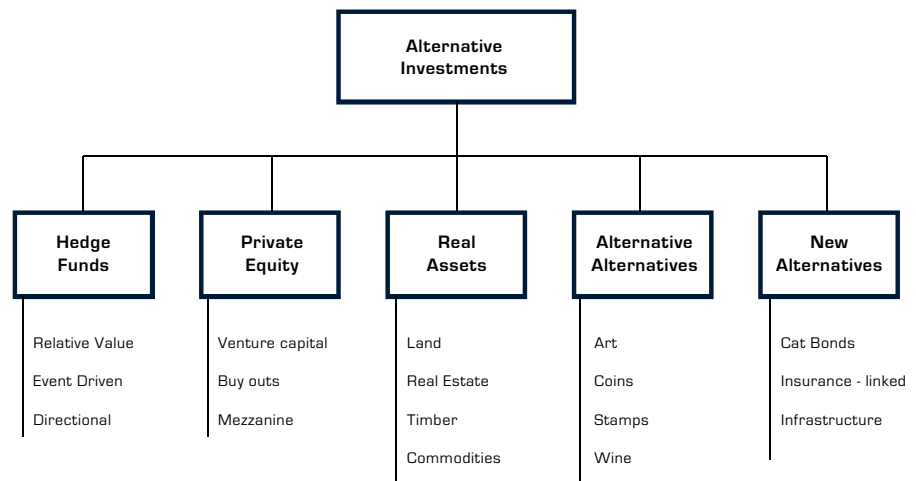 Alternative
Investments
Hedge
Funds
Private
Equity
Real
Assets
Alternative
Alternatives
New
Alternatives
Relative Value
Event Driven
Directional
Venture capital
Buy outs
Mezzanine
Land
Real Estate
Timber
Commodities
Art
Coins
Stamps
Wine
Cat Bonds
Insurance - linked
Infrastructure